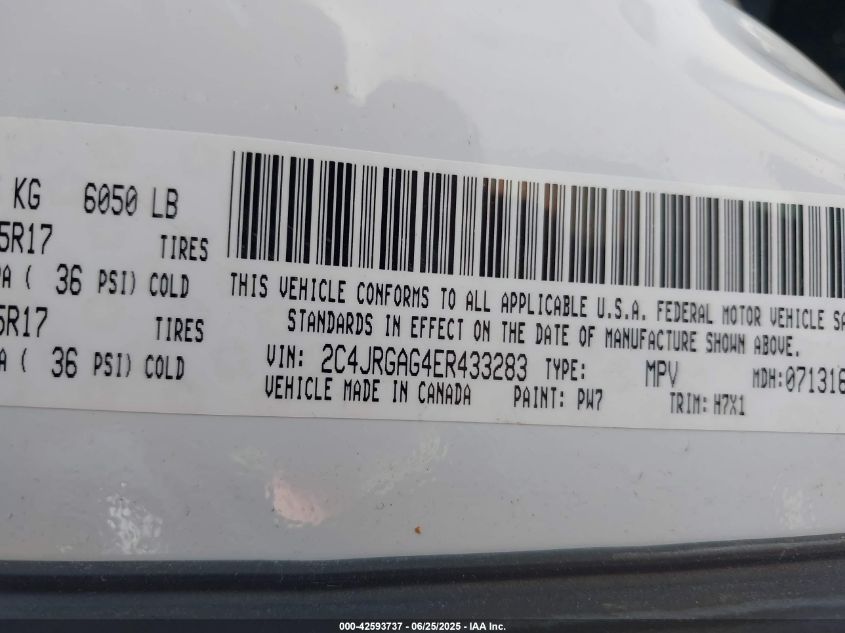 KG 6050 LB
5R17 TIRES
PA ( 36 PSI) COLD
5R17 TIRES
A ( 36 PSI) COLD
THIS VEHICLE CONFORMS TO ALL APPLICABLE U.S.A. FEDERAL MOTOR VEHICLE SA
STANDARDS IN EFFECT ON THE DATE OF MANUFACTURE SHOWN ABOVE.
VIN: 2C4JRGAG4ER433283 TYPE: MPV MDH:071316
VEHICLE MADE IN CANADA PAINT: PW7 TRIM: H7X1
000-42593737 - 06/25/2025 - IAA Inc.